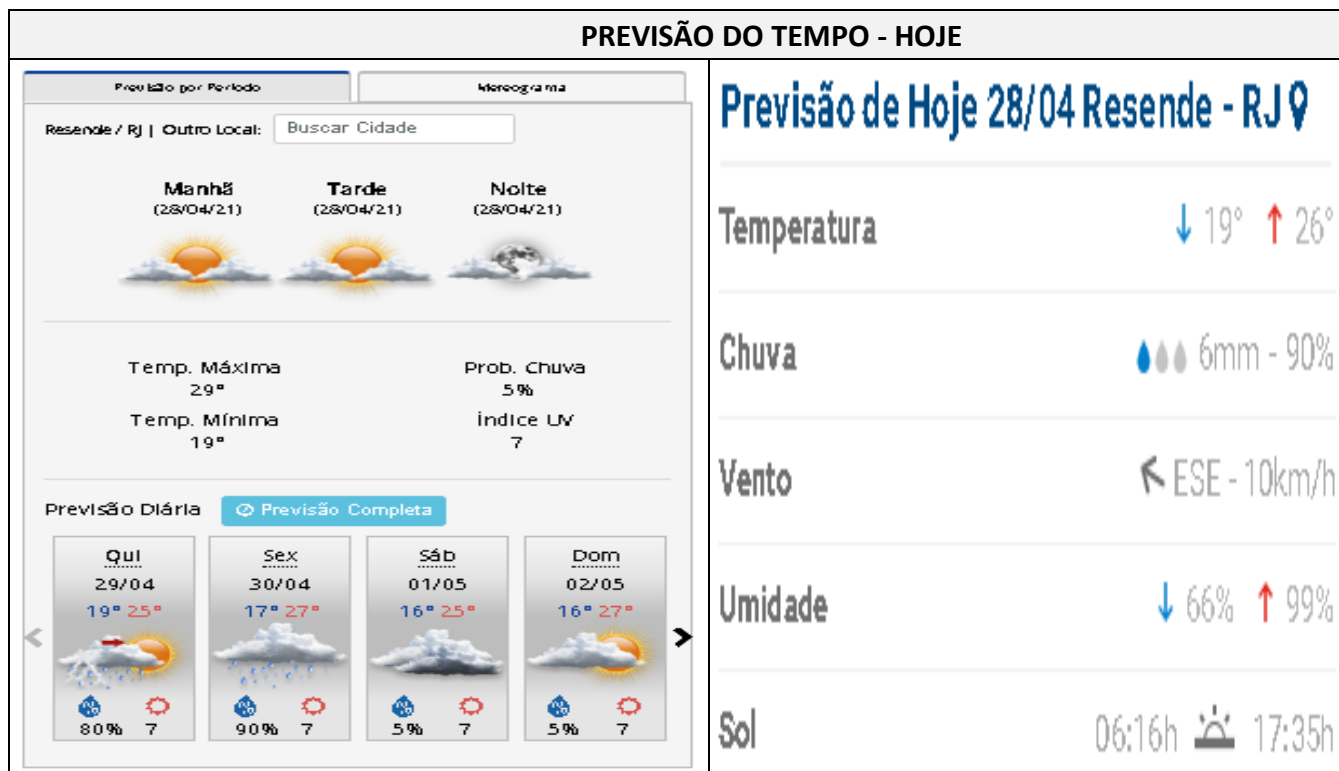 PREVISÃO DO TEMPO - HOJE
Previsão por Período
Meteograma
Resende / RJ | Outro Local: Buscar Cidade
Manhã Tarde Noite
(28/04/21) (28/04/21) (28/04/21)
Temp. Máxima Prob. Chuva
29° 5%
Temp. Mínima Índice UV
19° 7
Previsão Diária Previsão Completa
Qui Sex Sáb Dom
29/04 30/04 01/05 02/05
19° 25° 17° 27° 16° 25° 16° 27°
80% 7 90% 7 5% 7 5% 7
Previsão de Hoje 28/04 Resende - RJ
Temperatura 19° 26°
Chuva 6mm - 90%
Vento ESE - 10km/h
Umidade 66% 99%
Sol 06:16h 17:35h